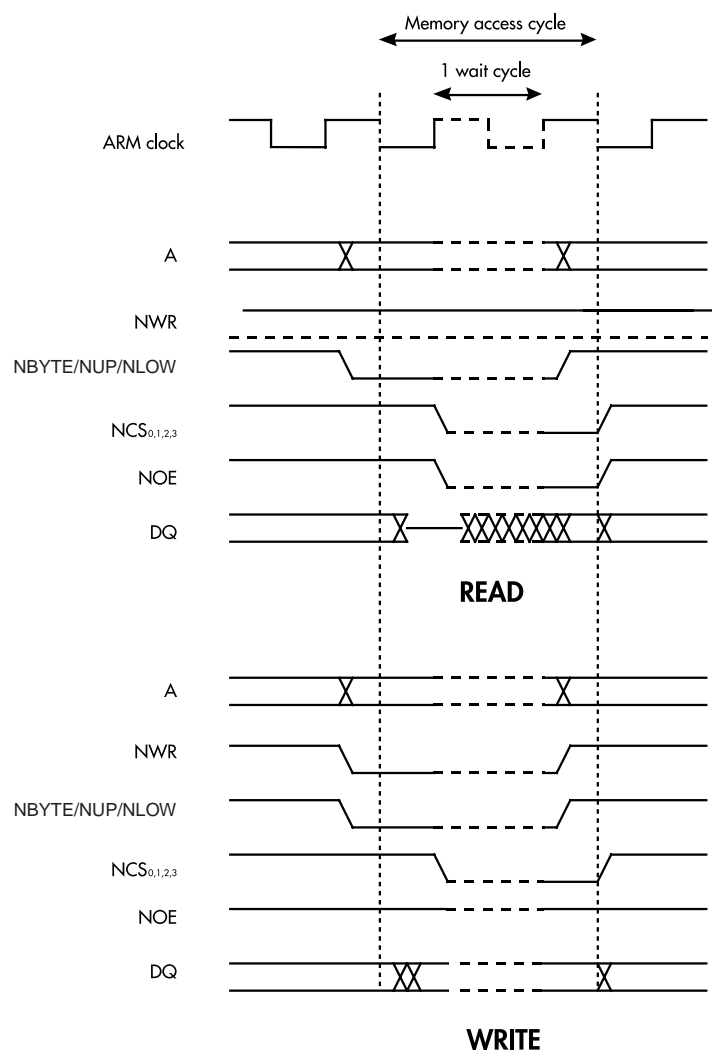 Memory access cycle
1 wait cycle
ARM clock
A
NWR
NBYTE/NUP/NLOW
NCS0,1,2,3
NOE
DQ
READ
A
NWR
NBYTE/NUP/NLOW
NCS0,1,2,3
NOE
DQ
WRITE